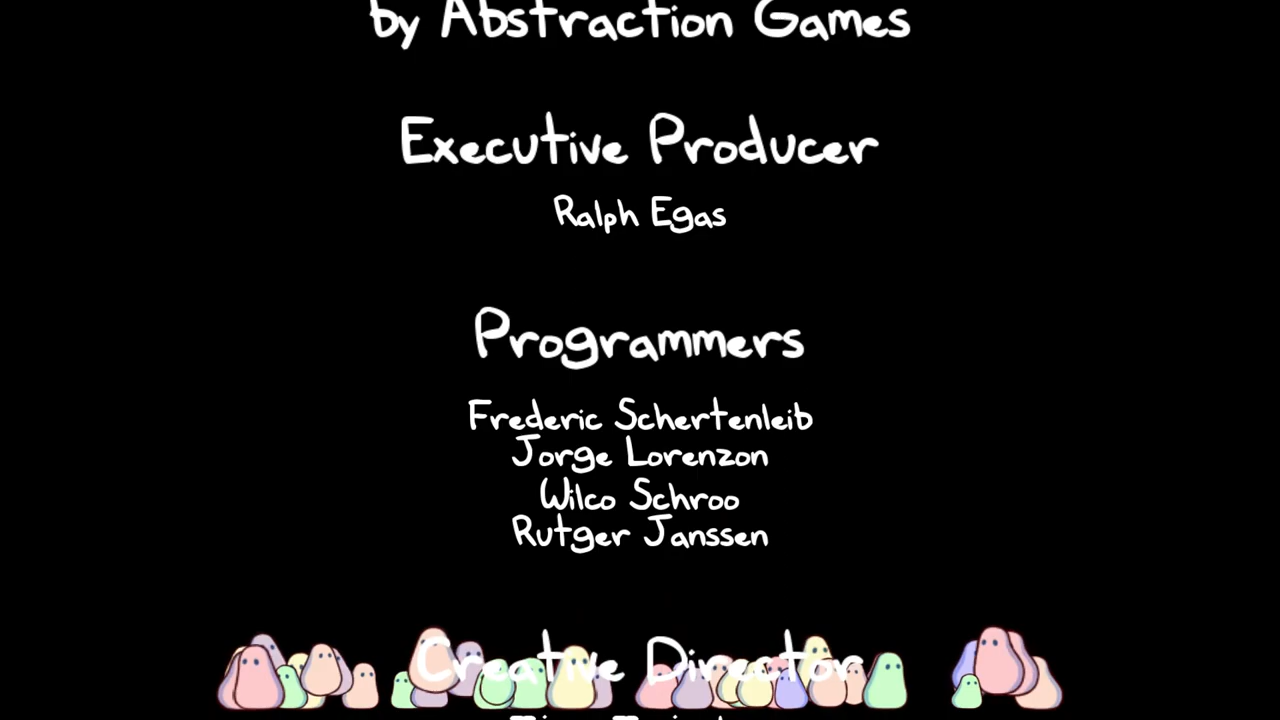 by Abstraction Games
Executive Producer
Ralph Egas
Programmers
Frederic Schertenleib
Jorge Lorenzon
Wilco Schroo
Rutger Janssen
Creative Director